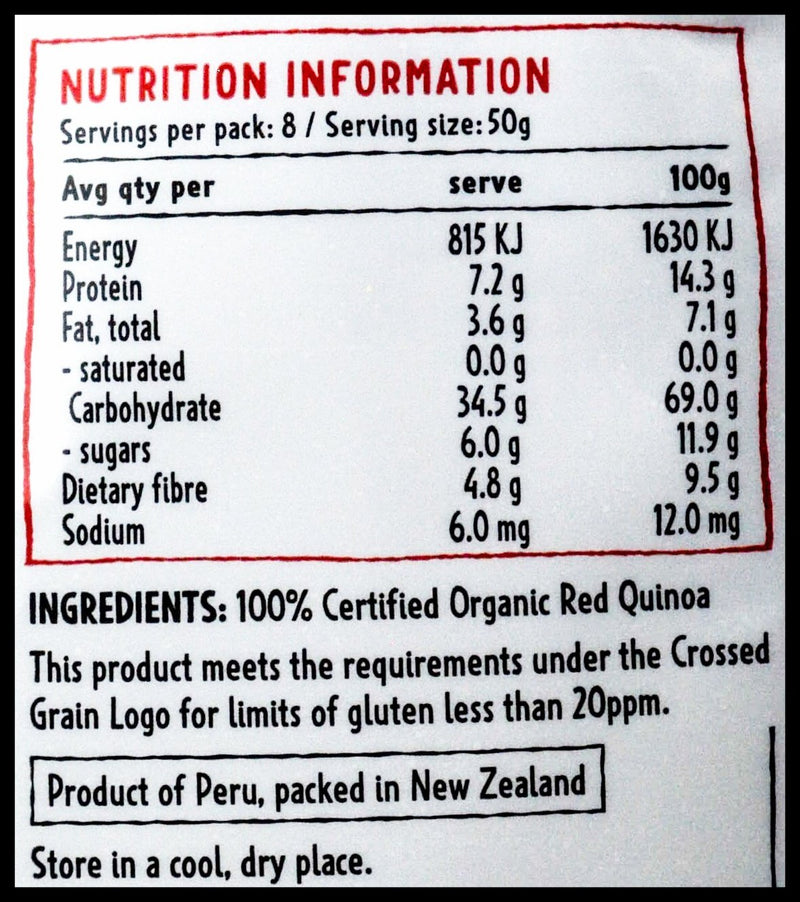 NUTRITION INFORMATION
Servings per pack: 8 / Serving size: 50g
Avg qty per serve 100g
Energy 815 KJ 1630 KJ
Protein 7.2 g 14.3 g
Fat, total 3.6 g 7.1 g
- saturated 0.0 g 0.0 g
Carbohydrate 34.5 g 69.0 g
- sugars 6.0 g 11.9 g
Dietary fibre 4.8 g 9.5 g
Sodium 6.0 mg 12.0 mg
INGREDIENTS: 100% Certified Organic Red Quinoa
This product meets the requirements under the Crossed
Grain Logo for limits of gluten less than 20ppm.
Product of Peru, packed in New Zealand
Store in a cool, dry place.